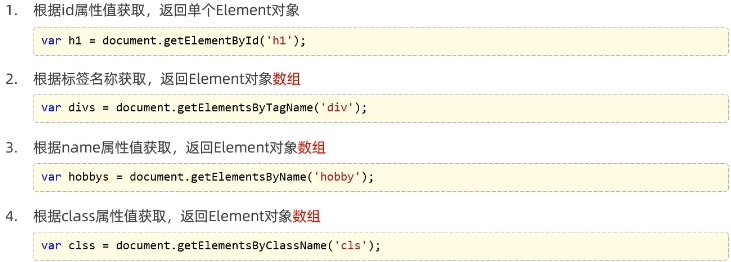 1. 根据id属性值获取，返回单个Element对象
var h1 = document.getElementById('h1');
2. 根据标签名称获取，返回Element对象数组
var divs = document.getElementsByTagName('div');
3. 根据name属性值获取，返回Element对象数组
var hobbys = document.getElementsByName('hobby');
4. 根据class属性值获取，返回Element对象数组
var clss = document.getElementsByClassName('cls');